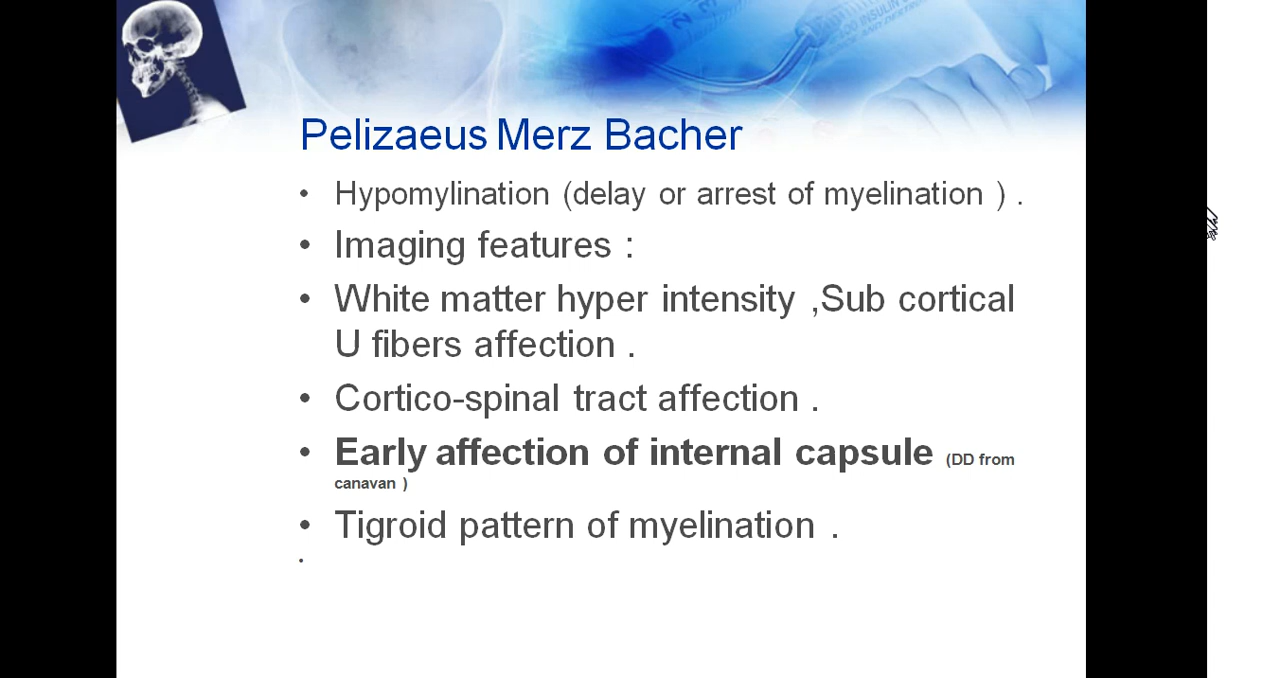 Pelizaeus Merz Bacher
• Hypomylination (delay or arrest of myelination ) .
• Imaging features :
• White matter hyper intensity ,Sub cortical
U fibers affection .
• Cortico-spinal tract affection .
• Early affection of internal capsule (DD from
canavan )
• Tigroid pattern of myelination .
•